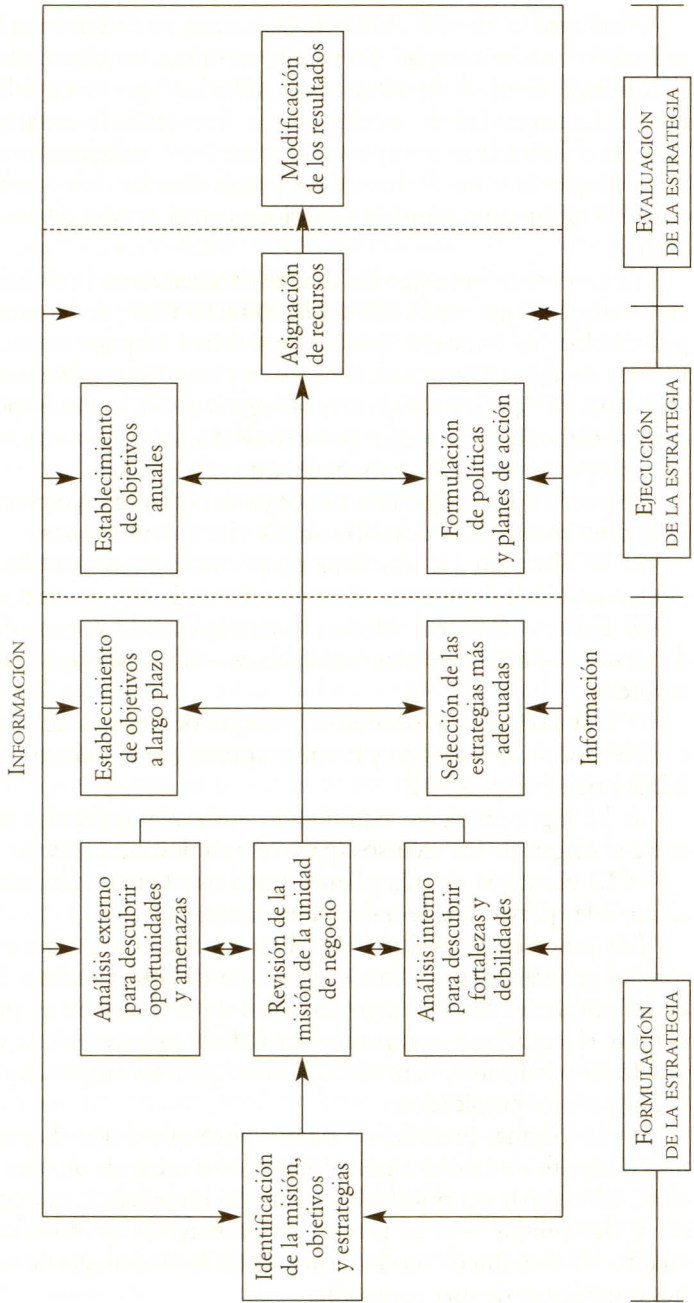 INFORMACIÓN
Identificación
de la misión,
objetivos
y estrategias
Análisis externo
para descubrir
oportunidades
y amenazas
Revisión de la
misión de la unidad
de negocio
Análisis interno
para descubrir
fortalezas y
debilidades
Establecimiento
de objetivos
a largo plazo
Selección de las
estrategias más
adecuadas
Establecimiento
de objetivos
anuales
Formulación
de políticas
y planes de acción
Asignación
de recursos
Modificación
de los resultados
Información
FORMULACIÓN
DE LA ESTRATEGIA
EJECUCIÓN
DE LA ESTRATEGIA
EVALUACIÓN
DE LA ESTRATEGIA